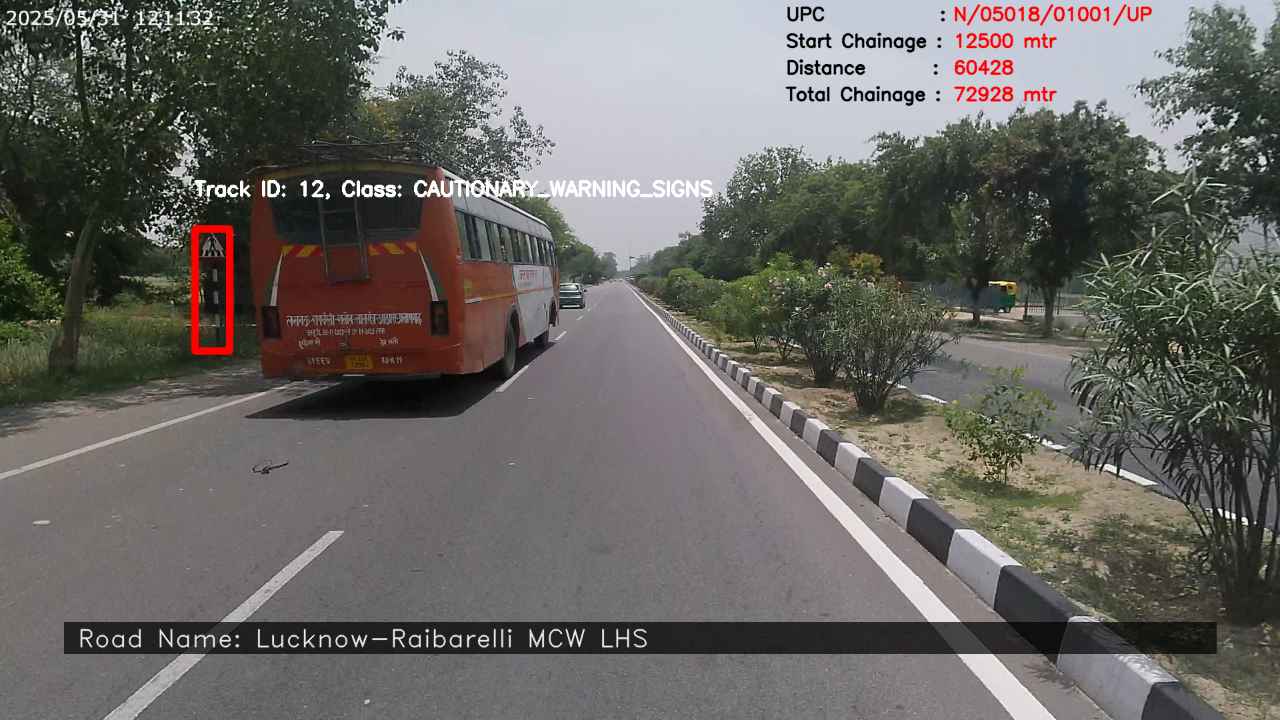 2025/05/31 12:11:32
UPC : N/05018/01001/UP
Start Chainage : 12500 mtr
Distance : 60428
Total Chainage : 72928 mtr
Track ID: 12, Class: CAUTIONARY_WARNING_SIGNS
Road Name: Lucknow-Raibarelli MCW LHS